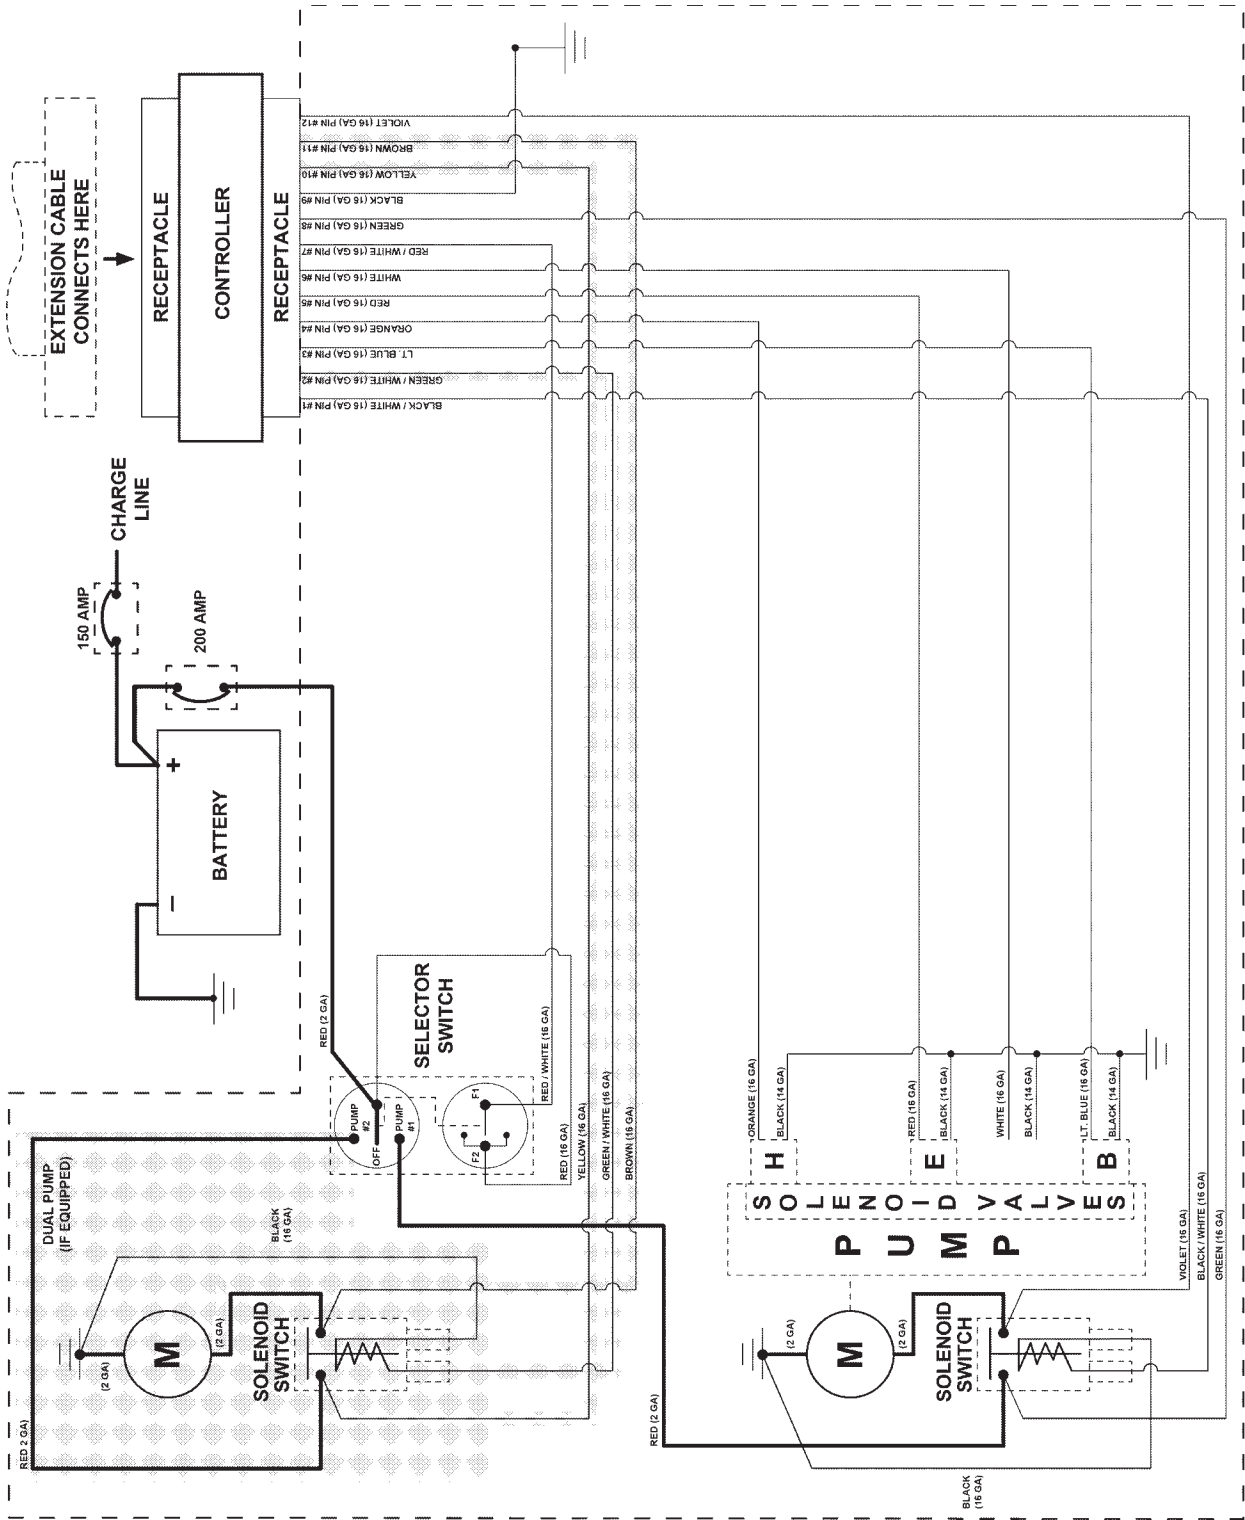 EXTENSION CABLE
CONNECTS HERE
RECEPTACLE
CONTROLLER
RECEPTACLE
VIOLET (16 GA) PIN #12
BROWN (16 GA) PIN #11
YELLOW (16 GA) PIN #10
BLACK (16 GA) PIN #9
GREEN (16 GA) PIN #8
RED / WHITE (16 GA) PIN #7
WHITE (16 GA) PIN #6
RED (16 GA) PIN #5
ORANGE (16 GA) PIN #4
LT. BLUE (16 GA) PIN #3
GREEN / WHITE (16 GA) PIN #2
BLACK / WHITE (16 GA) PIN #1
CHARGE
LINE
150 AMP
200 AMP
+
BATTERY
–
RED (2 GA)
SELECTOR
SWITCH
PUMP
#2
OFF
PUMP
#1
F1
F2
RED / WHITE (16 GA)
RED (16 GA)
YELLOW (16 GA)
GREEN / WHITE (16 GA)
BROWN (16 GA)
DUAL PUMP
(IF EQUIPPED)
BLACK
(16 GA)
M
(2 GA)
(2 GA)
SOLENOID
SWITCH
RED 2 GA)
RED (2 GA)
ORANGE (16 GA)
BLACK (14 GA)
RED (16 GA)
BLACK (14 GA)
WHITE (16 GA)
BLACK (14 GA)
LT. BLUE (16 GA)
BLACK (14 GA)
H
E
B
SOLENOID VALVES
PUMP
VIOLET (16 GA)
BLACK / WHITE (16 GA)
GREEN (16 GA)
(2 GA)
M
(2 GA)
SOLENOID
SWITCH
BLACK
(16 GA)